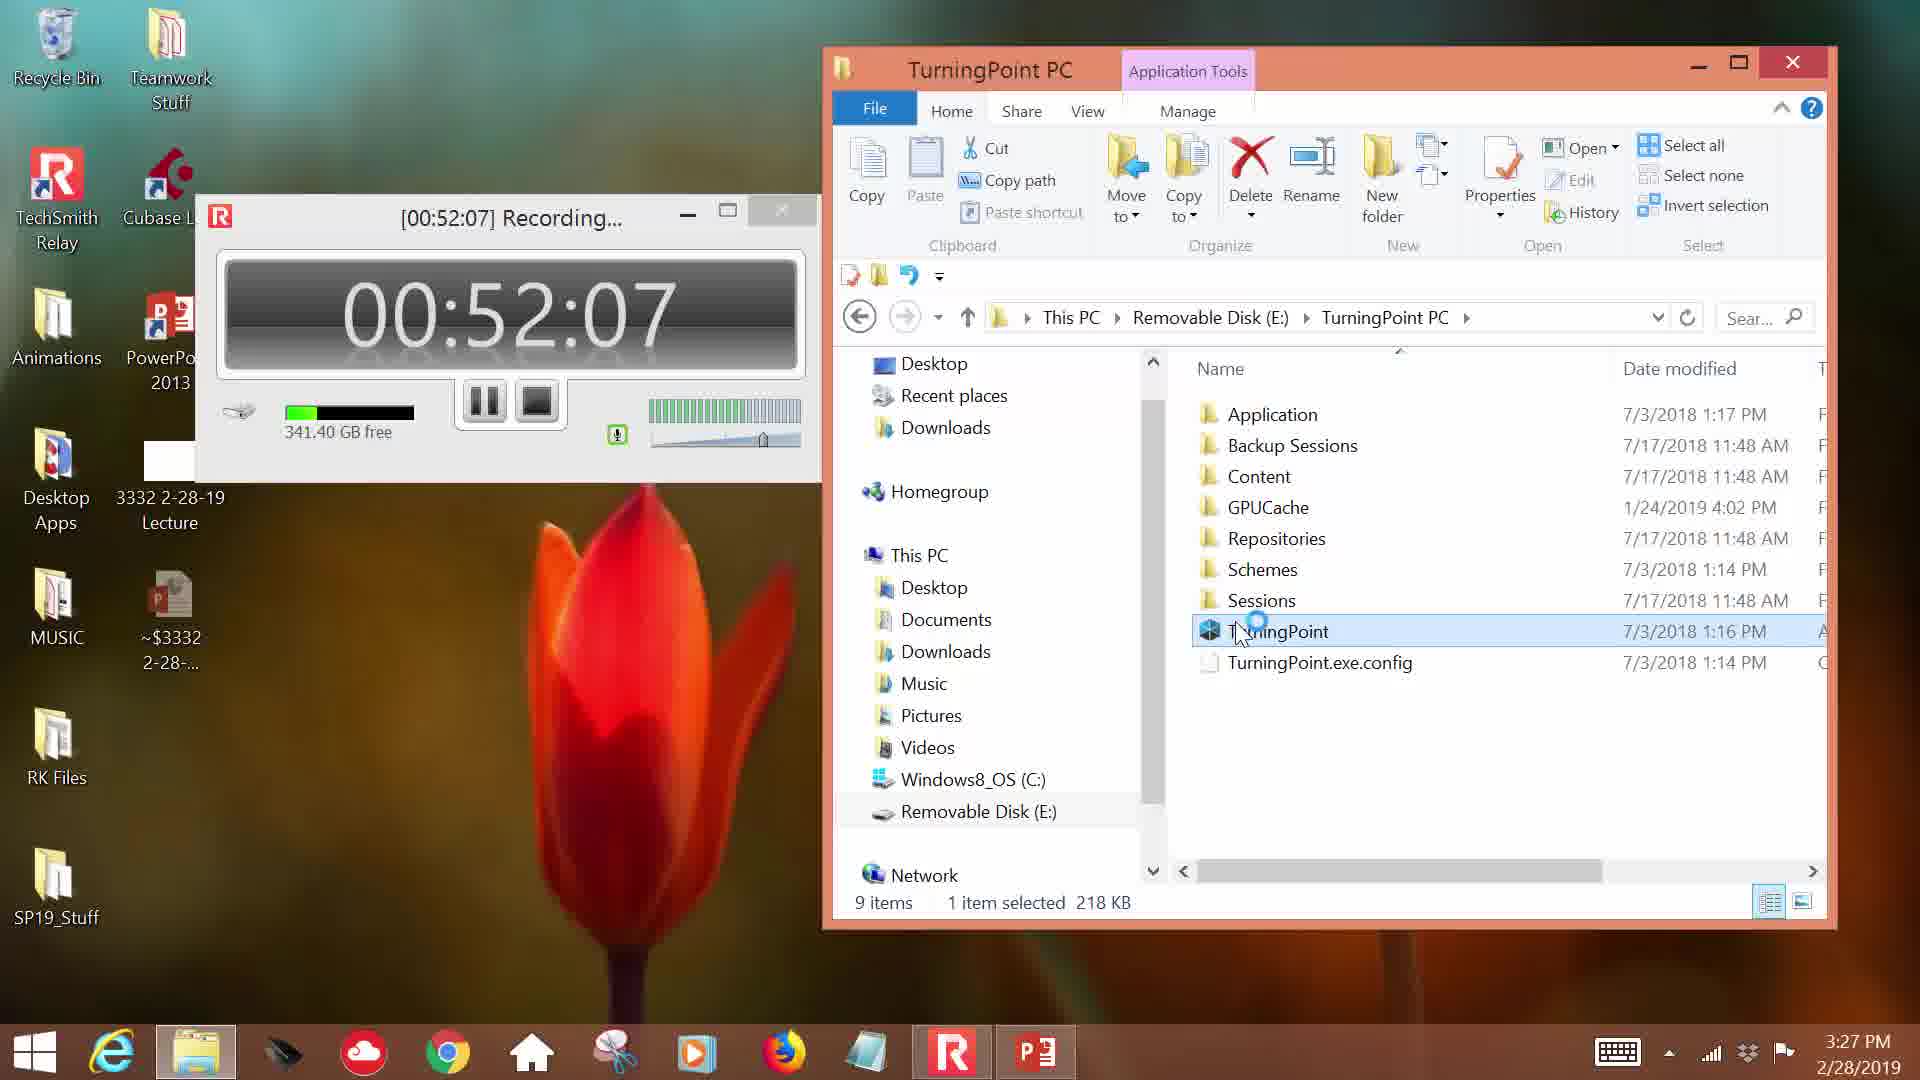 Recycle Bin
Teamwork
Stuff
TechSmith
Relay
Cubase L
Animations
PowerPo
2013
Desktop
Apps
3332 2-28-19
Lecture
MUSIC
~$3332
2-28-...
RK Files
SP19_Stuff
[00:52:07] Recording...
00:52:07
341.40 GB free
TurningPoint PC
Application Tools
File
Home
Share
View
Manage
Copy
Paste
Cut
Copy path
Paste shortcut
Clipboard
Move
to
Copy
to
Delete
Rename
Organize
New
folder
New
Properties
Open
Edit
History
Open
Select all
Select none
Invert selection
Select
This PC
Removable Disk (E:)
TurningPoint PC
Sear...
Desktop
Recent places
Downloads
Homegroup
This PC
Desktop
Documents
Downloads
Music
Pictures
Videos
Windows8_OS (C:)
Removable Disk (E:)
Network
Name Date modified T
Application 7/3/2018 1:17 PM F
Backup Sessions 7/17/2018 11:48 AM F
Content 7/17/2018 11:48 AM F
GPUCache 1/24/2019 4:02 PM F
Repositories 7/17/2018 11:48 AM F
Schemes 7/3/2018 1:14 PM F
Sessions 7/17/2018 11:48 AM F
TurningPoint 7/3/2018 1:16 PM A
TurningPoint.exe.config 7/3/2018 1:14 PM C
9 items 1 item selected 218 KB
3:27 PM
2/28/2019